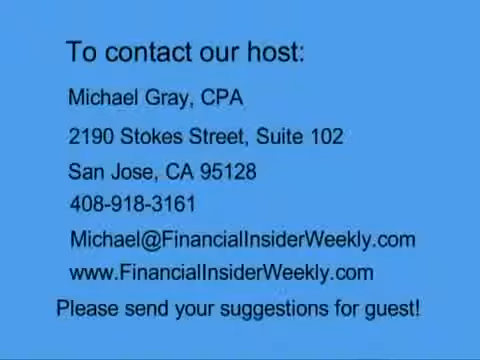 To contact our host:
Michael Gray, CPA
2190 Stokes Street, Suite 102
San Jose, CA 95128
408-918-3161
Michael@FinancialInsiderWeekly.com
www.FinancialInsiderWeekly.com
Please send your suggestions for guest!